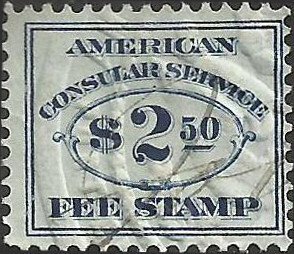 AMERICAN
CONSULAR SERVICE
$2.50
FEE STAMP